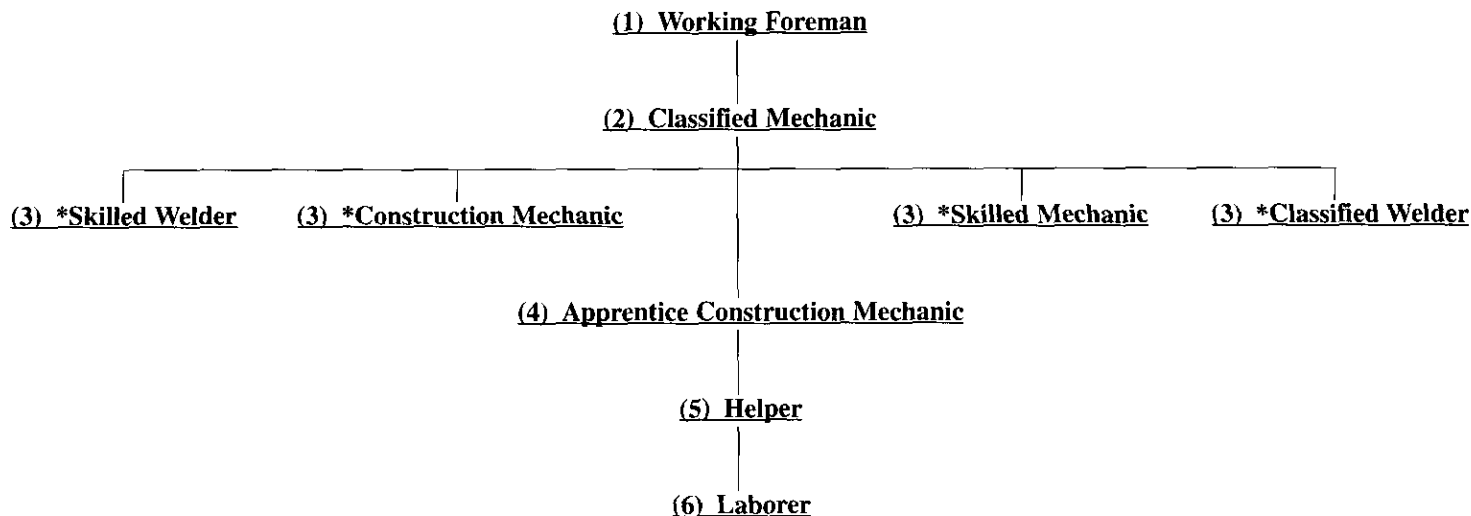 (1) Working Foreman
(2) Classified Mechanic
(3) *Skilled Welder (3) *Construction Mechanic (3) *Skilled Mechanic (3) *Classified Welder
(4) Apprentice Construction Mechanic
(5) Helper
(6) Laborer